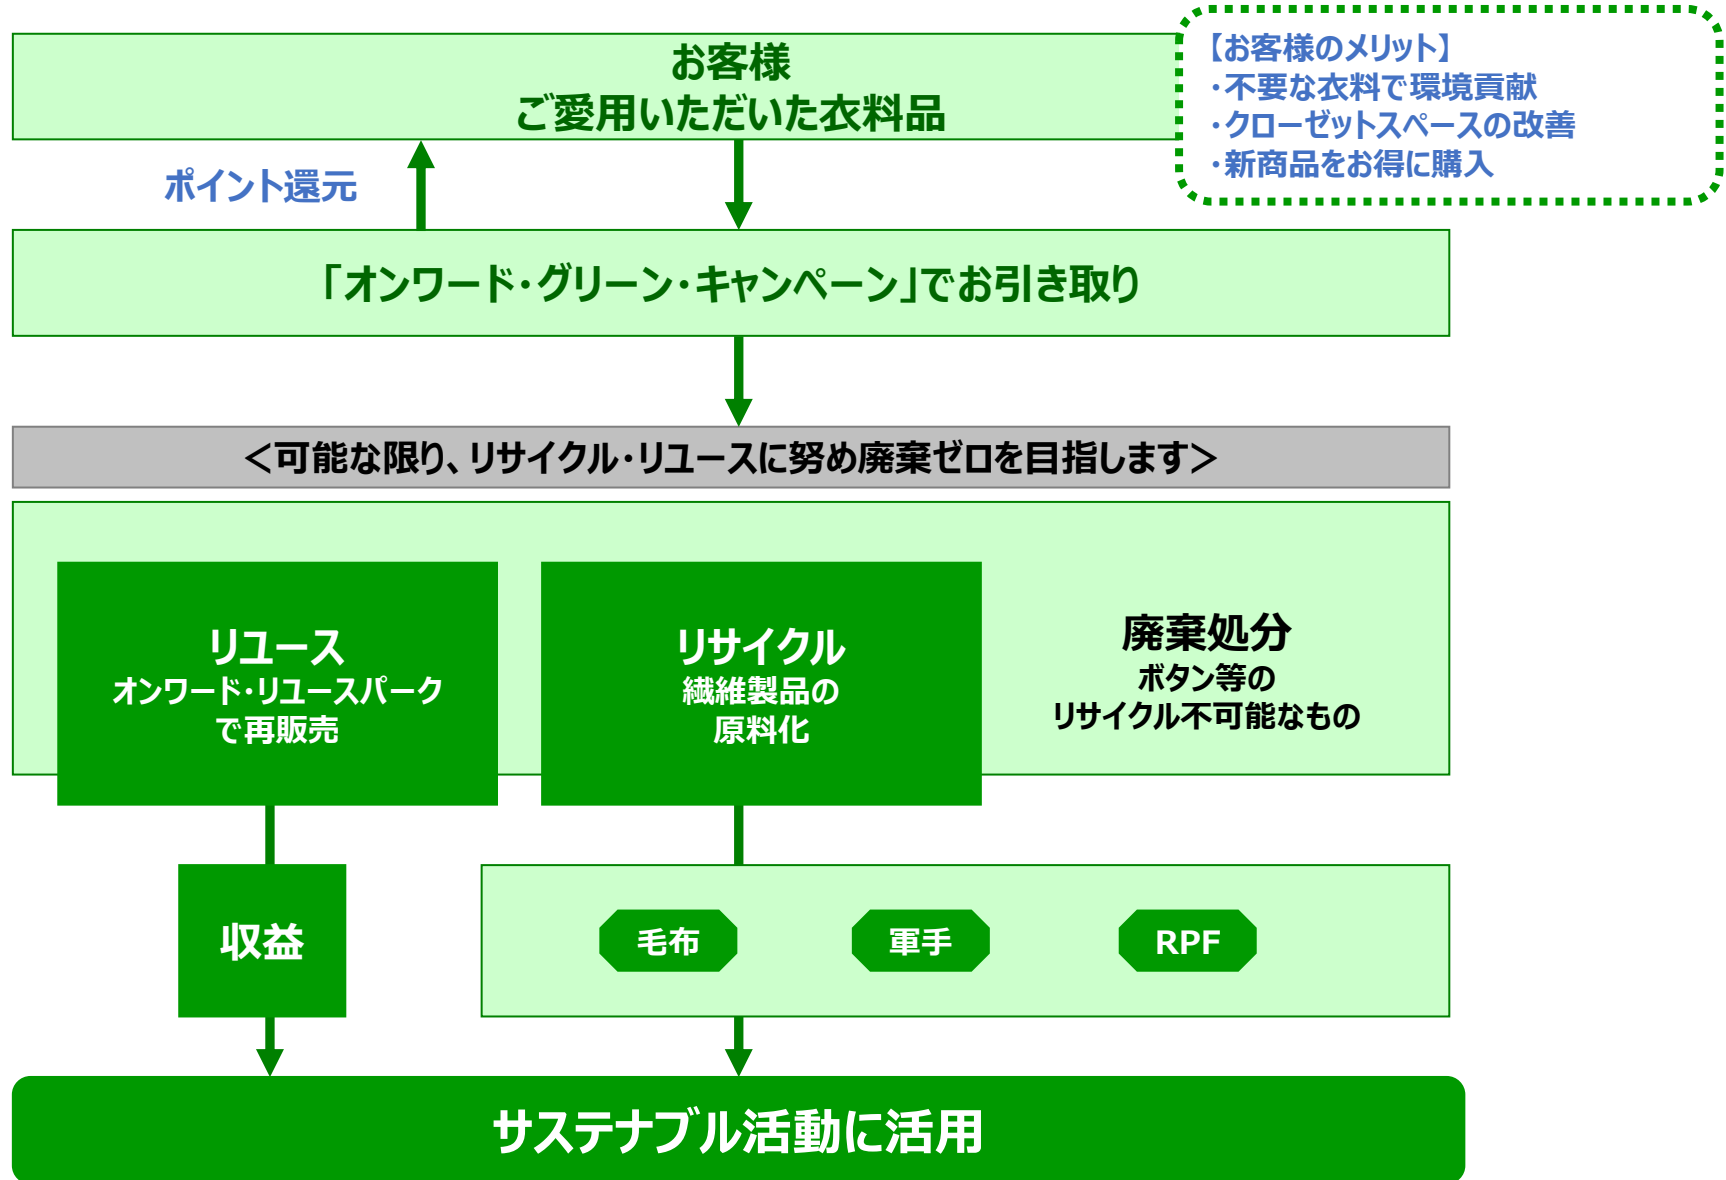 お客様
ご愛用いただいた衣料品
【お客様のメリット】
・不要な衣料で環境貢献
・クローゼットスペースの改善
・新商品をお得に購入
ポイント還元
「オンワード・グリーン・キャンペーン」でお引き取り
＜可能な限り、リサイクル・リユースに努め廃棄ゼロを目指します＞
リユース
オンワード・リユースパーク
で再販売
リサイクル
繊維製品の
原料化
廃棄処分
ボタン等の
リサイクル不可能なもの
収益
毛布
軍手
RPF
サステナブル活動に活用